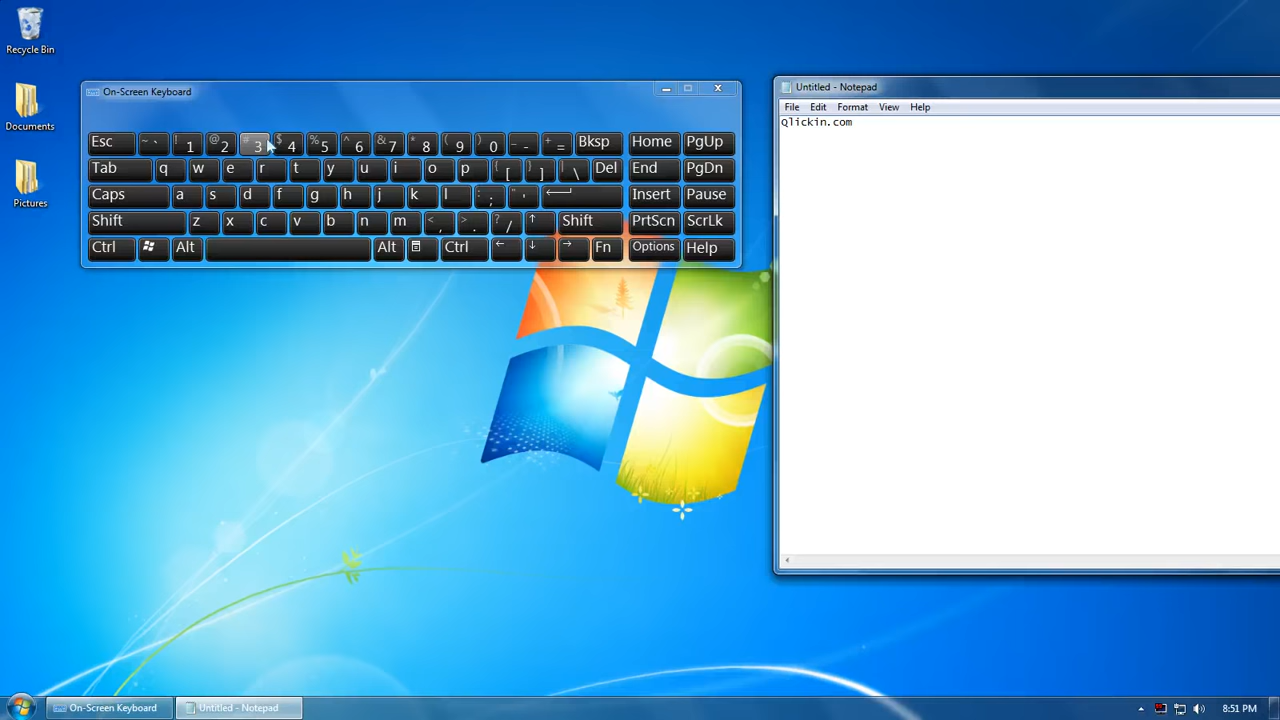 Recycle Bin
Documents
Pictures
On-Screen Keyboard
Esc ~ ` ! 1 @ 2 # 3 $ 4 % 5 ^ 6 & 7 * 8 ( 9 ) 0 _ - + = Bksp Home PgUp
Tab q w e r t y u i o p { [ } ] | \ Del End PgDn
Caps a s d f g h j k l : ; " ' Insert Pause
Shift z x c v b n m < , > . ? / ↑ Shift PrtScn ScrLk
Ctrl Alt Alt Ctrl ← ↓ → Fn Options Help
Untitled - Notepad
File Edit Format View Help
Qlickin.com
On-Screen Keyboard
Untitled - Notepad
8:51 PM